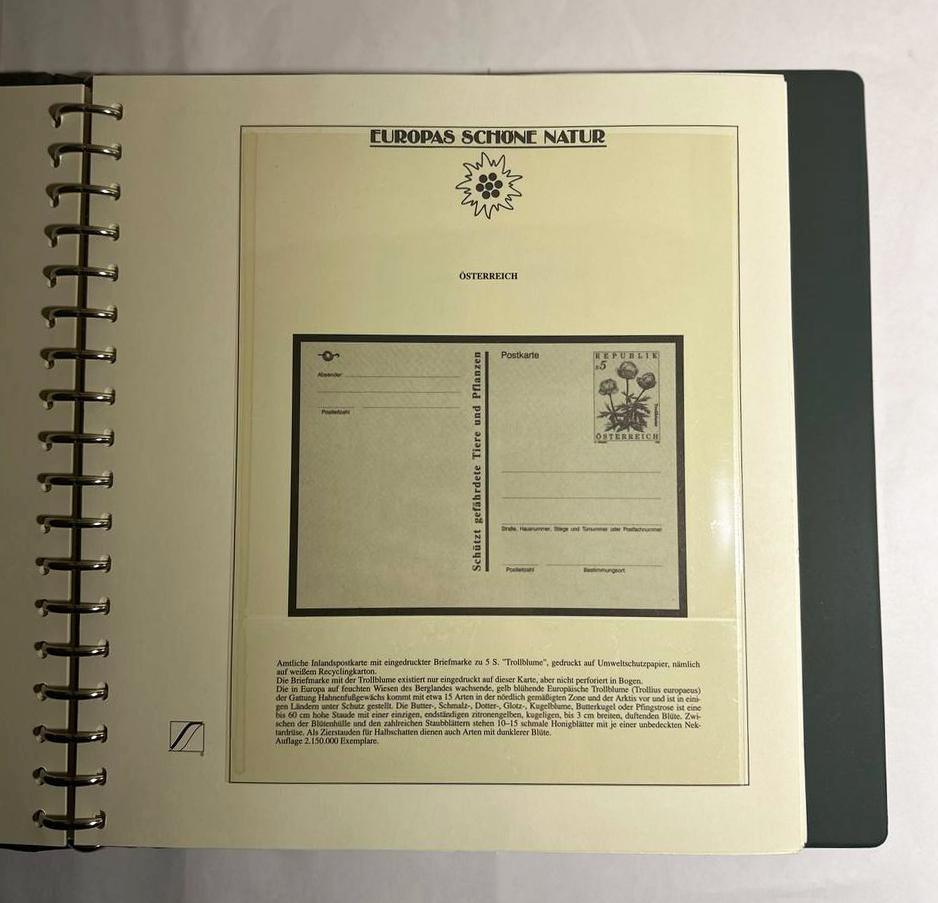 EUROPAS SCHÖNE NATUR
ÖSTERREICH
Absender
Postleitzahl
Schützt gefährdete Tiere und Pflanzen
Postkarte
REPUBLIK
S5
Trollblume
ÖSTERREICH
Straße, Hausnummer, Stiege und Türnummer oder Postfachnummer
Postleitzahl Bestimmungsort
Amtliche Inlandspostkarte mit eingedruckter Briefmarke zu 5 S. "Trollblume", gedruckt auf Umweltschutzpapier, nämlich
auf weißem Recyclingkarton.
Die Briefmarke mit der Trollblume existiert nur eingedruckt auf dieser Karte, aber nicht perforiert in Bogen.
Die in Europa auf feuchten Wiesen des Berglandes wachsende, gelb blühende Europäische Trollblume (Trollius europaeus)
der Gattung Hahnenfußgewächs kommt mit etwa 15 Arten in der nördlich gemäßigten Zone und der Arktis vor und ist in eini-
gen Ländern unter Schutz gestellt. Die Butter-, Schmalz-, Dotter-, Glotz-, Kugelblume, Butterkugel oder Pfingstrose ist eine
bis 60 cm hohe Staude mit einer einzigen, endständigen zitronengelben, kugeligen, bis 3 cm breiten, duftenden Blüte. Zwi-
schen der Blütenhülle und den zahlreichen Staubblättern stehen 10–15 schmale Honigblätter mit je einer unbedeckten Nek-
tardrüse. Als Zierstauden für Halbschatten dienen auch Arten mit dunklerer Blüte.
Auflage 2.150.000 Exemplare.